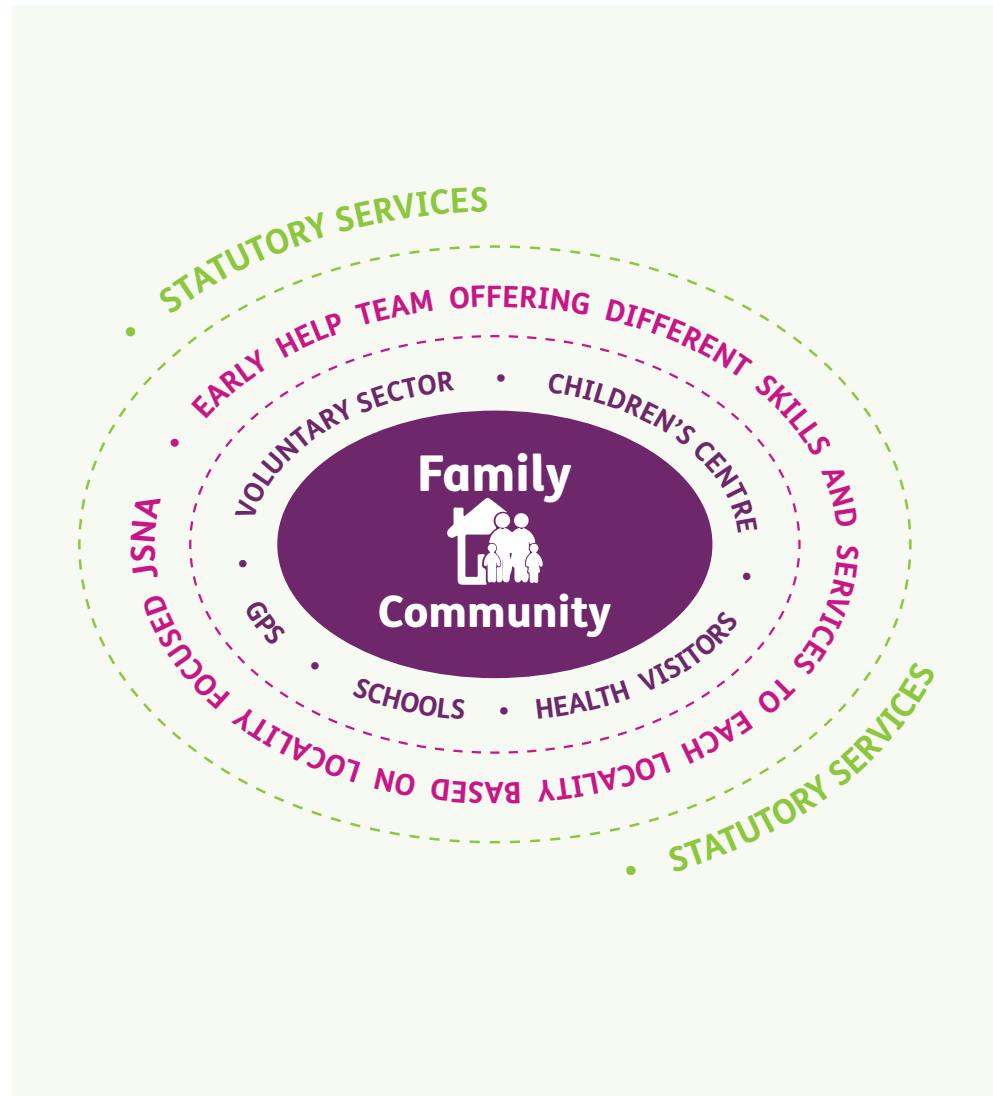 STATUTORY SERVICES
EARLY HELP TEAM OFFERING DIFFERENT SKILLS AND SERVICES TO EACH LOCALITY BASED ON LOCALITY FOCUSED JSNA
VOLUNTARY SECTOR • CHILDREN’S CENTRE • HEALTH VISITORS • SCHOOLS • GPS •
Family
Community
STATUTORY SERVICES